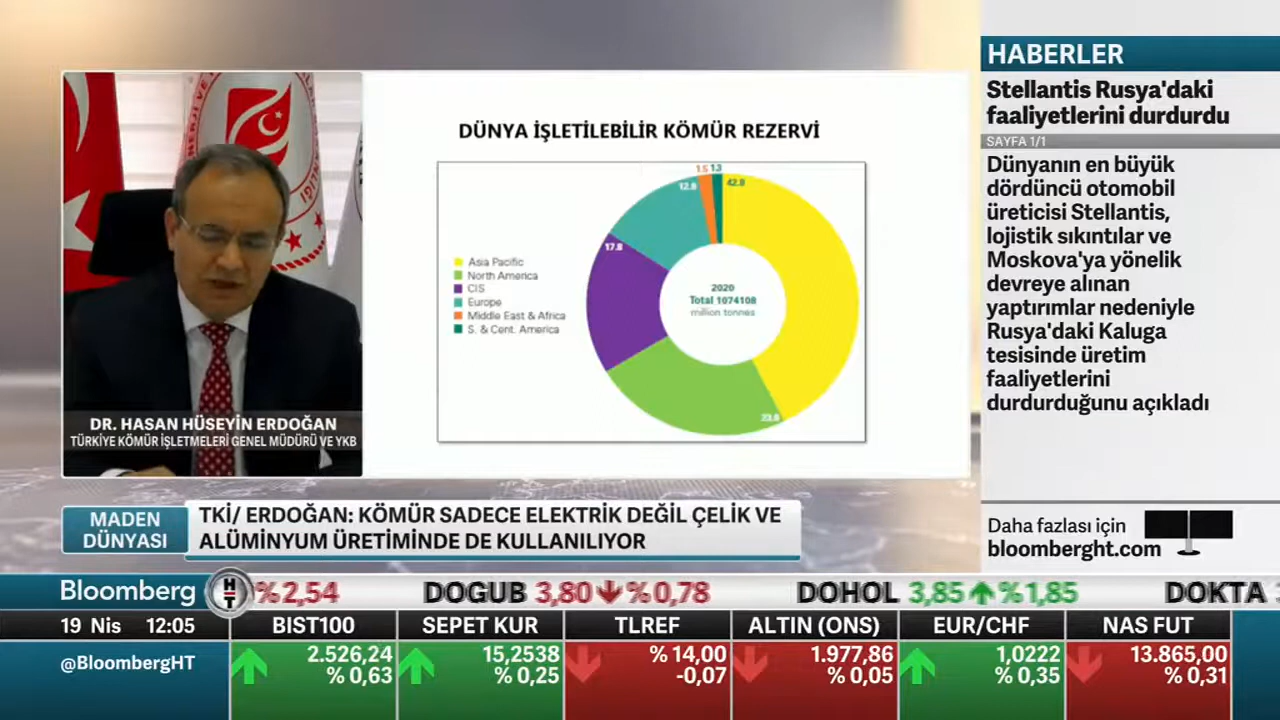 HABERLER
Stellantis Rusya'daki
faaliyetlerini durdurdu
SAYFA 1/1
Dünyanın en büyük
dördüncü otomobil
üreticisi Stellantis,
lojistik sıkıntılar ve
Moskova'ya yönelik
devreye alınan
yaptırımlar nedeniyle
Rusya'daki Kaluga
tesisinde üretim
faaliyetlerini
durdurduğunu açıkladı
Daha fazlası için
bloomberght.com
DÜNYA İŞLETİLEBİLİR KÖMÜR REZERVİ
1.5 1.3
42.8
12.8
17.8
Asia Pacific
North America
CIS
Europe
Middle East & Africa
S. & Cent. America
2020
Total 1074108
million tonnes
DR. HASAN HÜSEYİN ERDOĞAN
TÜRKİYE KÖMÜR İŞLETMELERİ GENEL MÜDÜRÜ VE YKB
MADEN
DÜNYASI
TKİ/ ERDOĞAN: KÖMÜR SADECE ELEKTRİK DEĞİL ÇELİK VE
ALÜMİNYUM ÜRETİMİNDE DE KULLANILIYOR
Bloomberg HT %2,54 DOGUB 3,80 %0,78 DOHOL 3,85 %1,85 DOKTA
19 Nis 12:05 BIST100 SEPET KUR TLREF ALTIN (ONS) EUR/CHF NAS FUT
@BloombergHT 2.526,24 15,2538 % 14,00 1.977,86 1,0222 13.865,00
% 0,63 % 0,25 -0,07 % 0,05 % 0,35 % 0,31